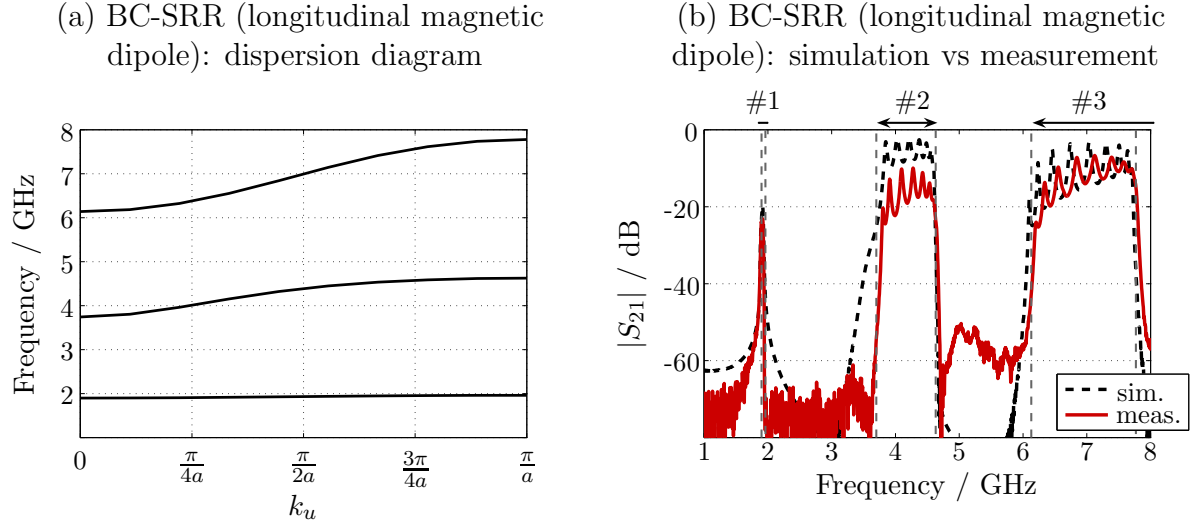 (a) BC-SRR (longitudinal magnetic
dipole): dispersion diagram
8
7
6
5
4
3
2
Frequency / GHz
0
π/4a
π/2a
3π/4a
π/a
k_u
(b) BC-SRR (longitudinal magnetic
dipole): simulation vs measurement
#1
#2
#3
0
-20
-40
-60
|S_21| / dB
sim.
meas.
1
2
3
4
5
6
7
8
Frequency / GHz